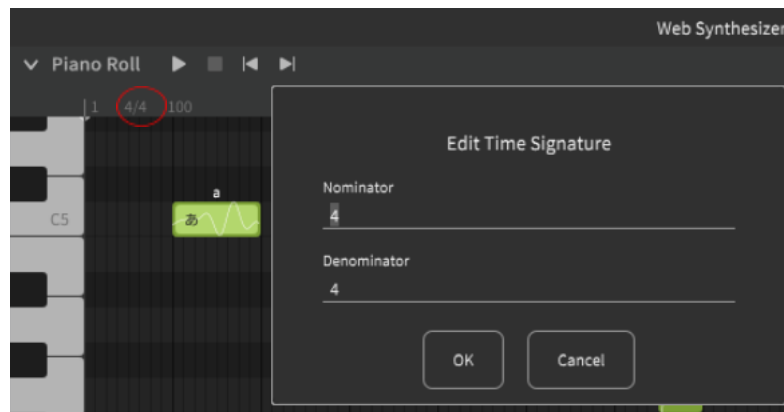 Web Synthesizer
Piano Roll
1 4/4 100
Edit Time Signature
Nominator
4
a
C5
あ
Denominator
4
OK Cancel